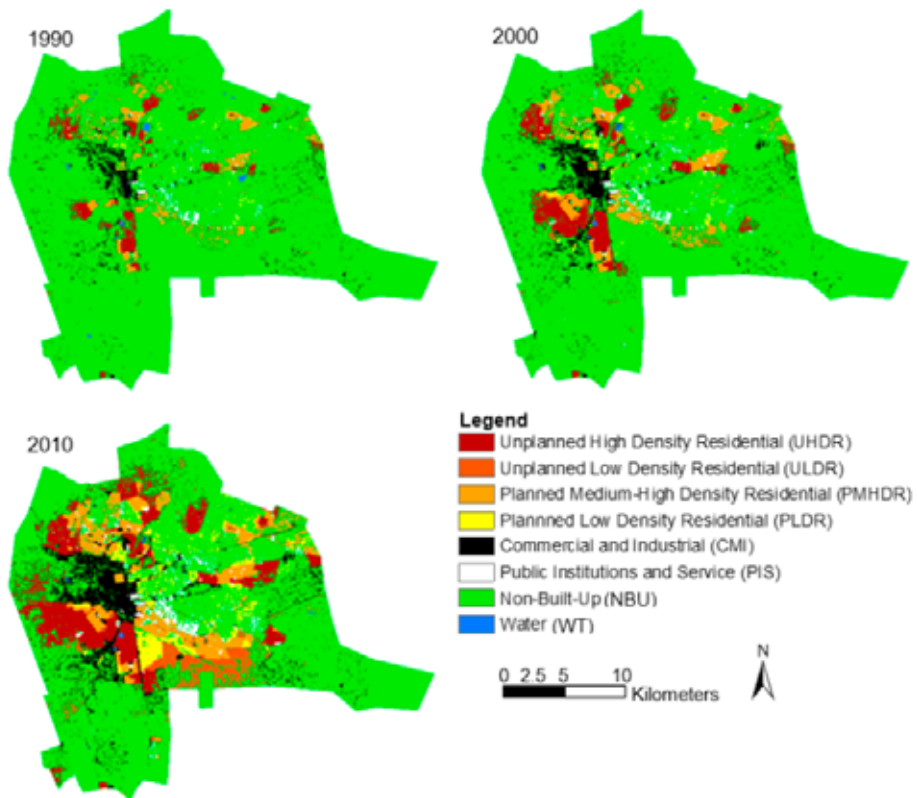 1990
2000
2010
Legend
Unplanned High Density Residential (UHDR)
Unplanned Low Density Residential (ULDR)
Planned Medium-High Density Residential (PMHDR)
Plannned Low Density Residential (PLDR)
Commercial and Industrial (CMI)
Public Institutions and Service (PIS)
Non-Built-Up (NBU)
Water (WT)
N
0 2.5 5 10
Kilometers